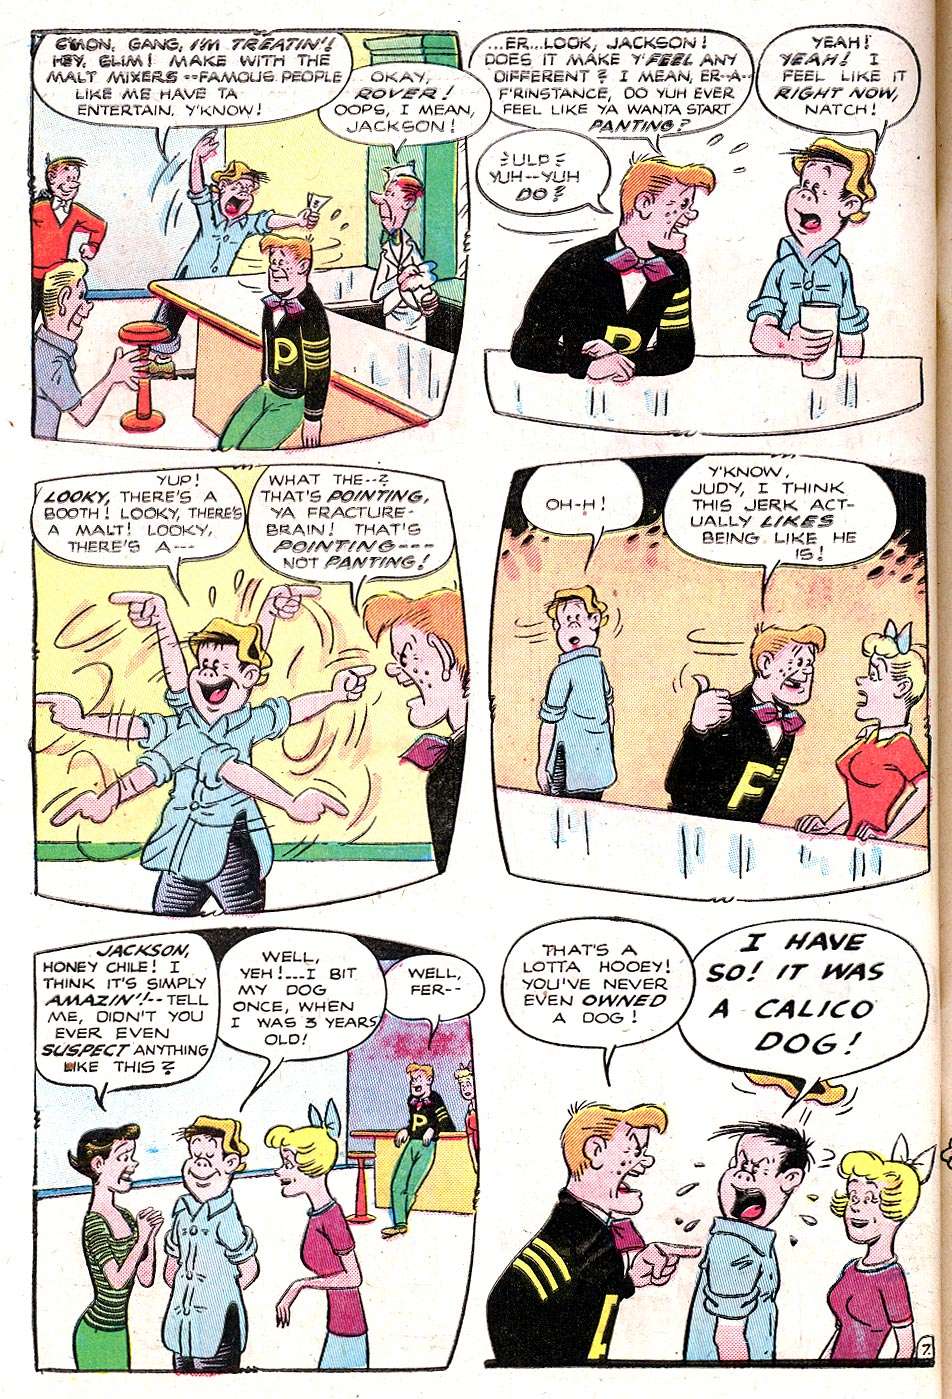 C'MON, GANG, I'M TREATIN'!
HEY, SLIM! MAKE WITH THE
MALT MIXERS--FAMOUS PEOPLE
LIKE ME HAVE TA
ENTERTAIN, Y'KNOW!
OKAY,
ROVER!
OOPS, I MEAN,
JACKSON!
P
...ER...LOOK, JACKSON!
DOES IT MAKE Y'FEEL ANY
DIFFERENT? I MEAN, ER--A--
F'RINSTANCE, DO YUH EVER
FEEL LIKE YA WANTA START
PANTING?
YEAH!
YEAH! I
FEEL LIKE IT
RIGHT NOW,
NATCH!
ULP
YUH--YUH
DO?
P
YUP!
LOOKY, THERE'S A
BOOTH! LOOKY, THERE'S
A MALT! LOOKY,
THERE'S A---
WHAT THE--?
THAT'S POINTING,
YA FRACTURE-
BRAIN! THAT'S
POINTING----
NOT PANTING!
OH-H!
Y'KNOW,
JUDY, I THINK
THIS JERK ACT-
UALLY LIKES
BEING LIKE HE
IS!
JACKSON,
HONEY CHILE! I
THINK IT'S SIMPLY
AMAZIN'!-- TELL
ME, DIDN'T YOU
EVER EVEN
SUSPECT ANYTHING
LIKE THIS?
WELL,
YEH!---I BIT
MY DOG
ONCE, WHEN
I WAS 3 YEARS
OLD!
WELL,
FER--
P
THAT'S A
LOTTA HOOEY!
YOU'VE NEVER
EVEN OWNED
A DOG!
I HAVE
SO! IT WAS
A CALICO
DOG!
?
7.